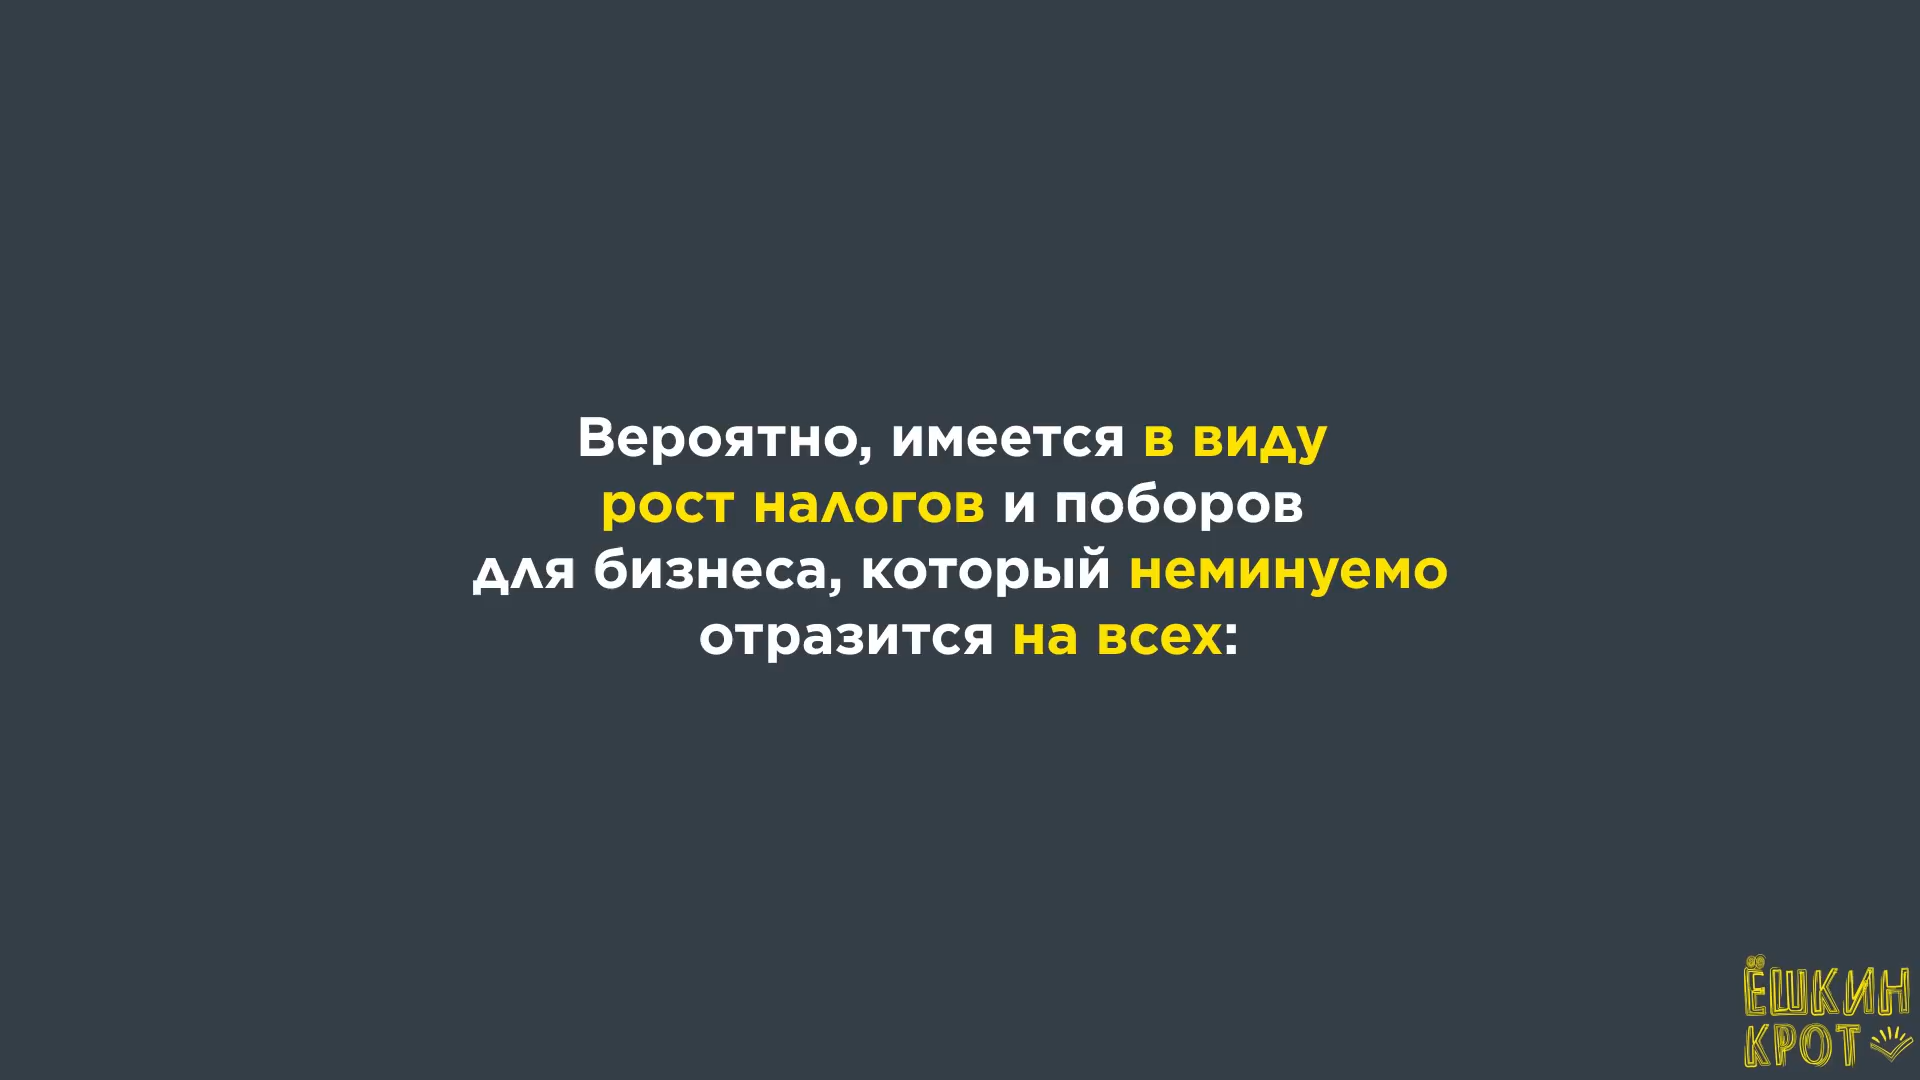 Вероятно, имеется в виду
рост налогов и поборов
для бизнеса, который неминуемо
отразится на всех:
ЁШКИН
КРОТ